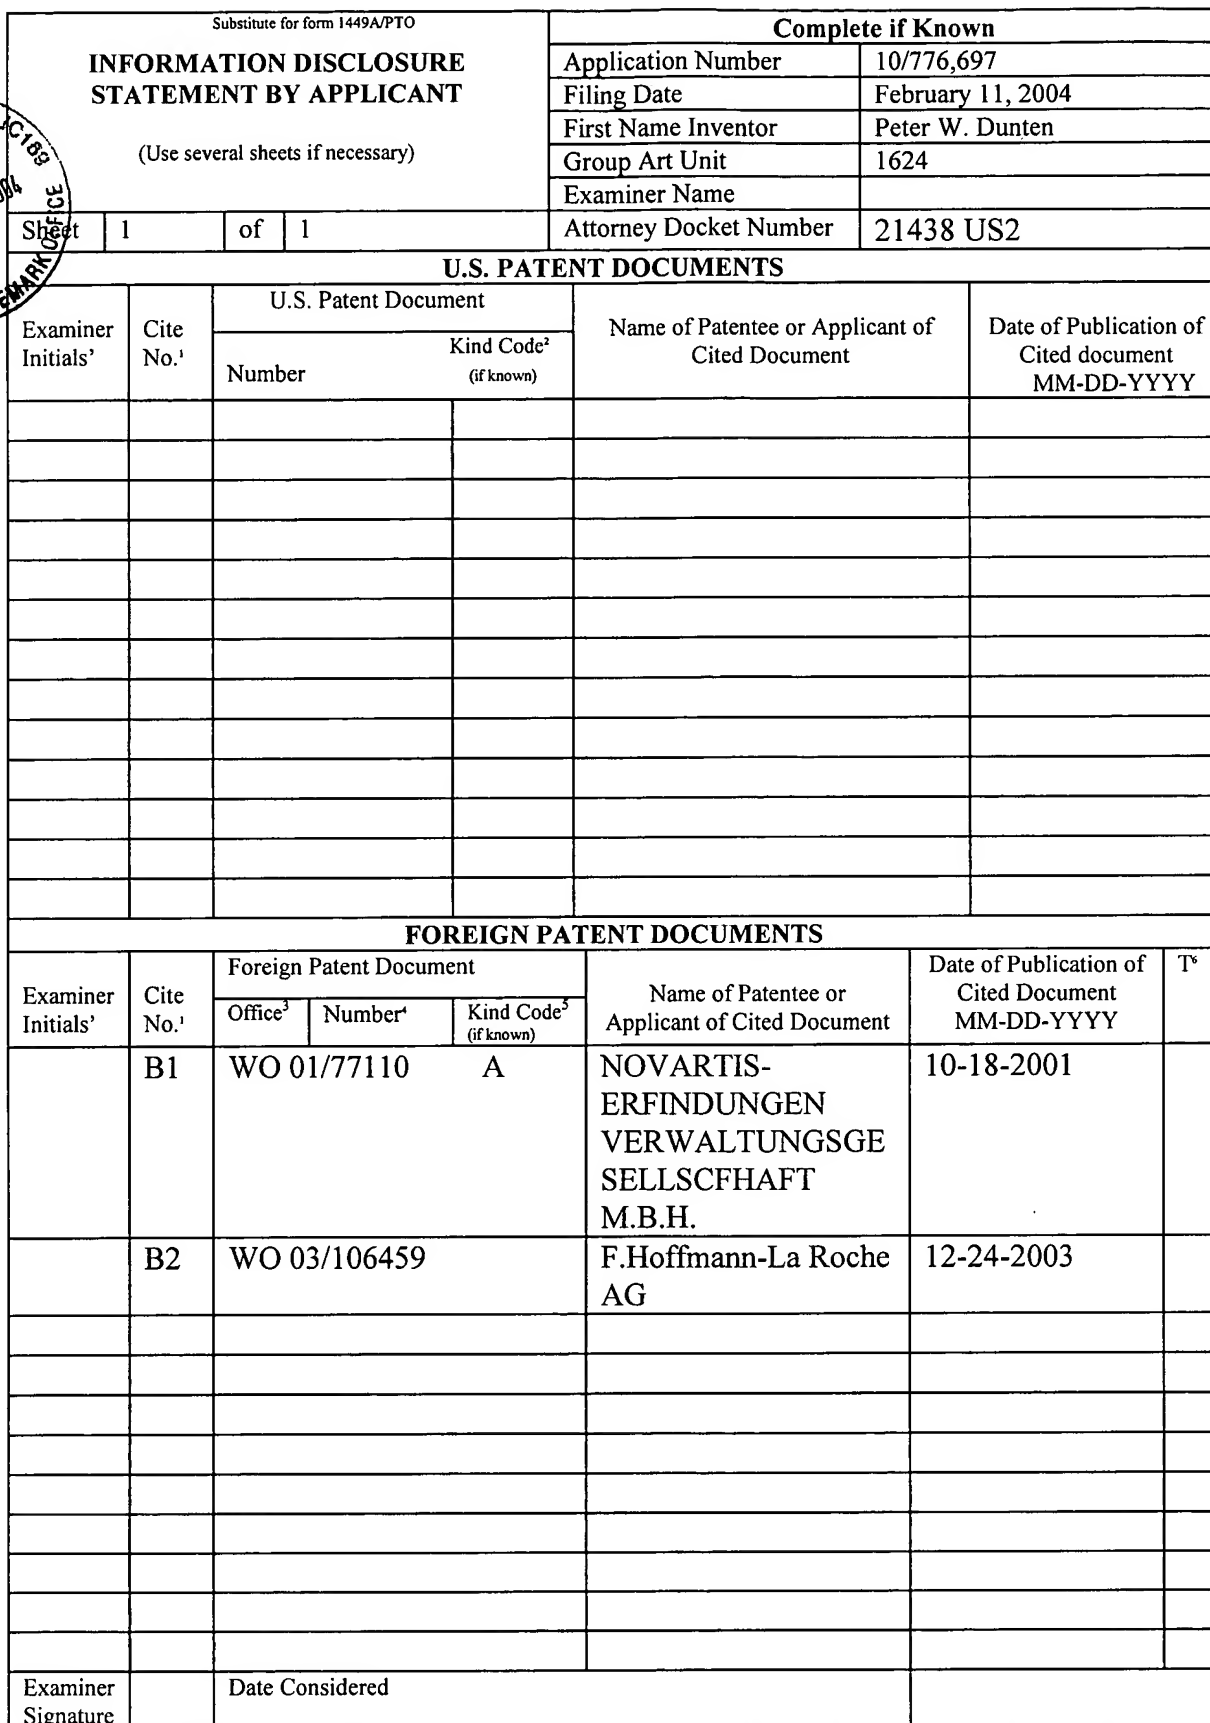 Substitute for form 1449A/PTO
INFORMATION DISCLOSURE
STATEMENT BY APPLICANT
(Use several sheets if necessary)
Sheet 1 of 1
Complete if Known
Application Number 10/776,697
Filing Date February 11, 2004
First Name Inventor Peter W. Dunten
Group Art Unit 1624
Examiner Name
Attorney Docket Number 21438 US2
U.S. PATENT DOCUMENTS
Examiner
Initials'
Cite
No.¹
U.S. Patent Document
Number
Kind Code²
(if known)
Name of Patentee or Applicant of
Cited Document
Date of Publication of
Cited document
MM-DD-YYYY
FOREIGN PATENT DOCUMENTS
Examiner
Initials'
Cite
No.¹
Foreign Patent Document
Office³
Number⁴
Kind Code⁵
(if known)
Name of Patentee or
Applicant of Cited Document
Date of Publication of
Cited Document
MM-DD-YYYY
T⁶
B1 WO 01/77110 A NOVARTIS- 10-18-2001
ERFINDUNGEN
VERWALTUNGSGE
SELLSCFHAFT
M.B.H.
B2 WO 03/106459 F.Hoffmann-La Roche 12-24-2003
AG
Examiner
Signature
Date Considered